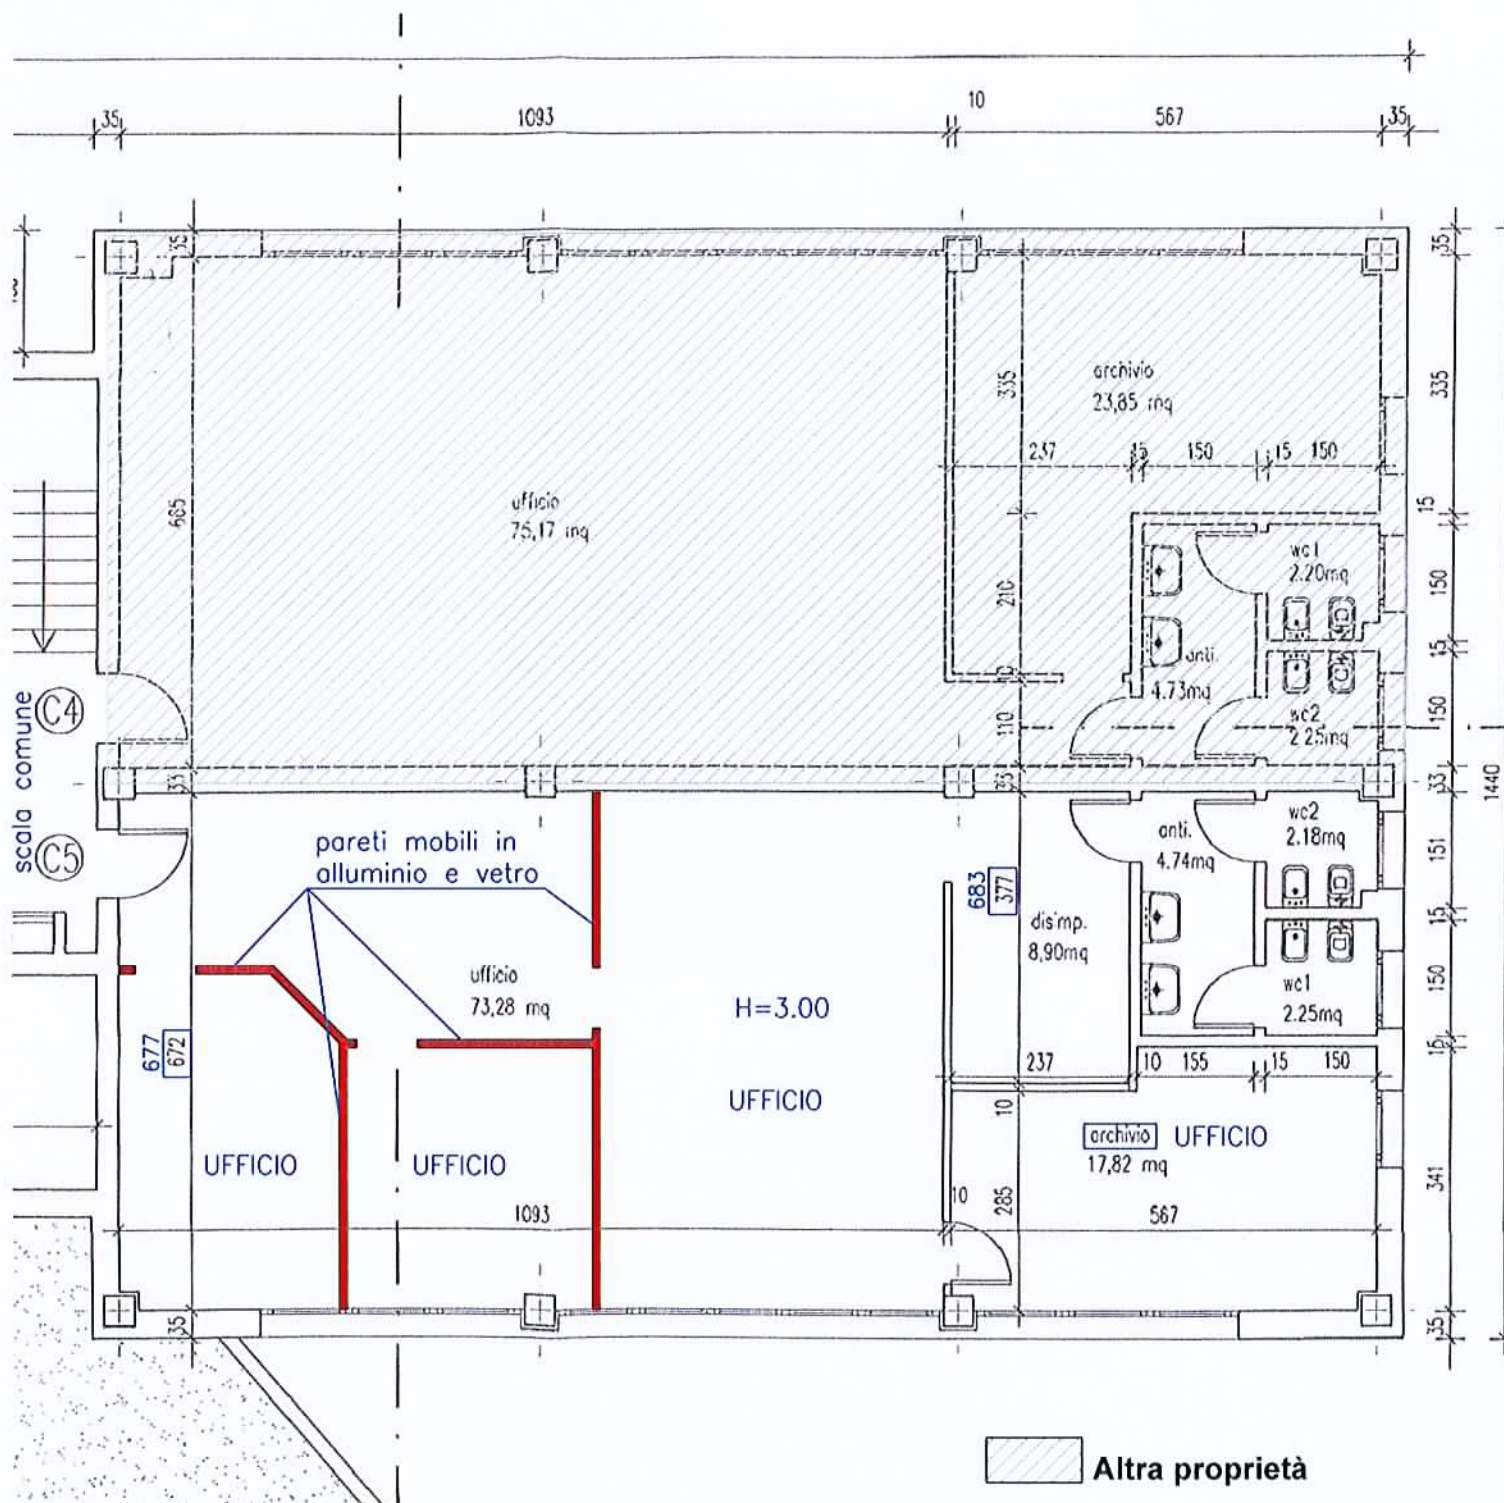 35
1093
10
567
35
35
35
335
archivio
23,85 mq
335
237
15
150
15
150
ufficio
75,17 mq
685
15
wc1
2.20mq
150
210
anti.
4.73mq
15
10
C4
scala comune
wc2
2.25mq
150
110
33
33
33
1440
C5
pareti mobili in
alluminio e vetro
anti.
4.74mq
wc2
2.18mq
151
683
377
disimp.
8,90mq
15
ufficio
73,28 mq
H=3.00
wc1
2.25mq
150
677
672
15
237
10
155
15
150
UFFICIO
10
archivio
UFFICIO
17,82 mq
UFFICIO
UFFICIO
341
10
285
1093
567
35
35
Altra proprietà